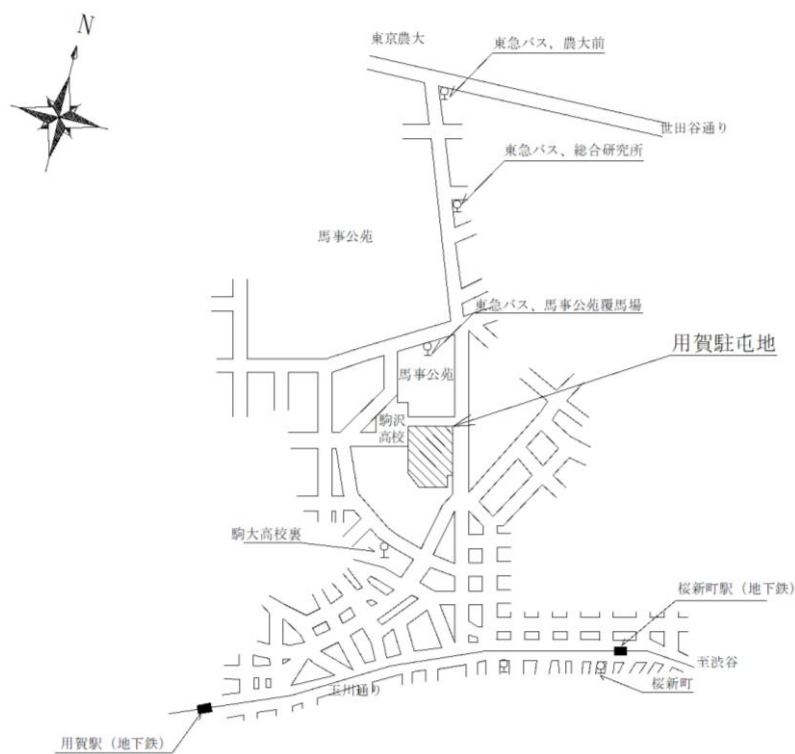 N
東京農大
東急バス、農大前
世田谷通り
東急バス、総合研究所
馬事公苑
東急バス、馬事公苑覆馬場
用賀駐屯地
馬事公苑
駒沢
高校
駒大高校裏
桜新町駅（地下鉄）
至渋谷
桜新町
玉川通り
用賀駅（地下鉄）